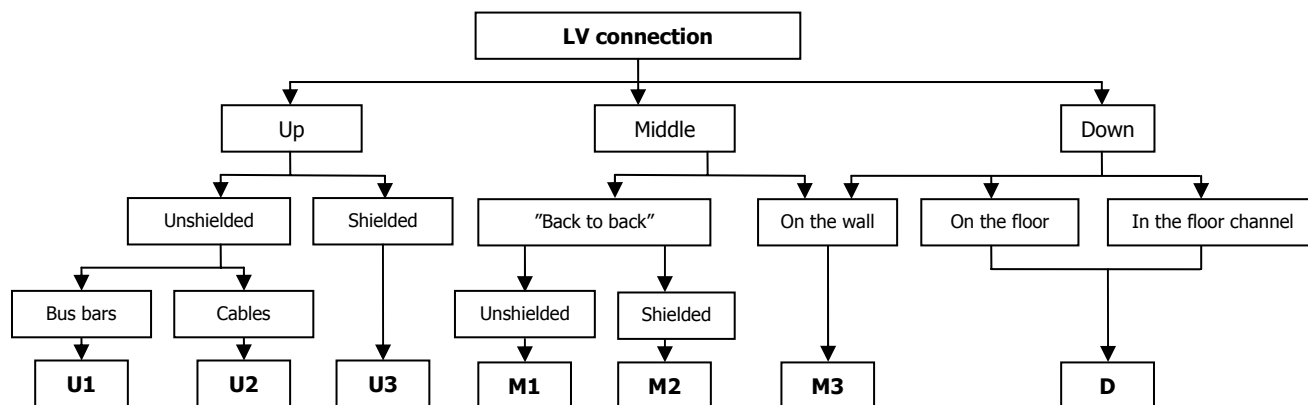 LV connection
Up
Middle
Down
Unshielded
Shielded
”Back to back”
On the wall
On the floor
In the floor channel
Bus bars
Cables
Unshielded
Shielded
U1
U2
U3
M1
M2
M3
D